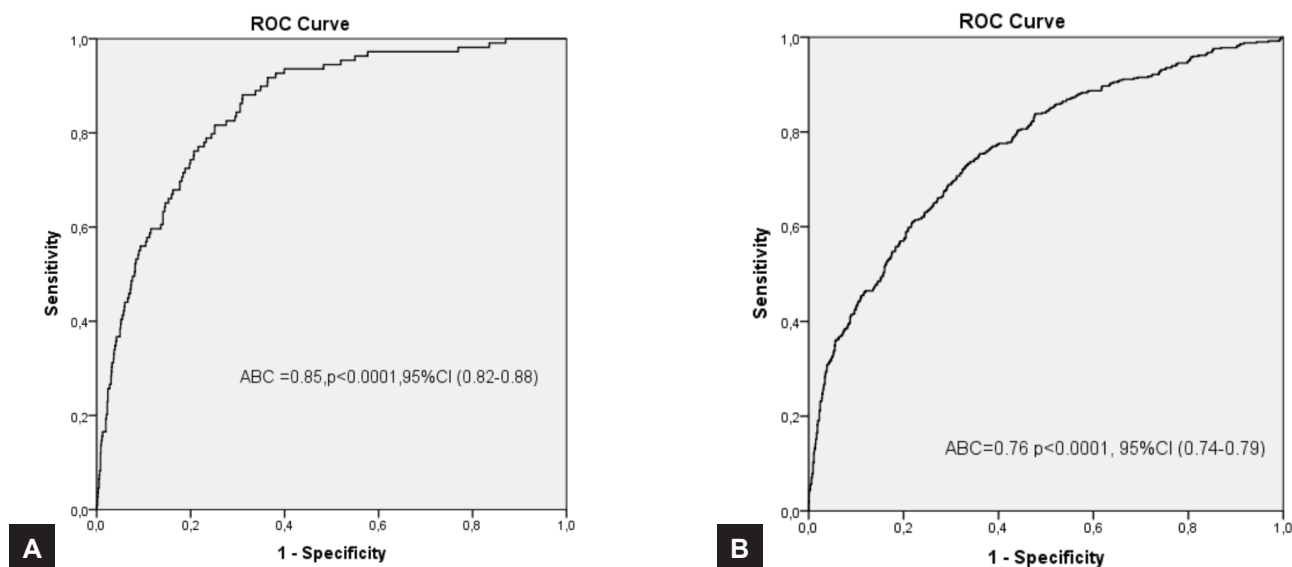 ROC Curve
1,0
0,8
0,6
0,4
0,2
0,0
Sensitivity
ABC =0.85,p<0.0001,95%CI (0.82-0.88)
0,0 0,2 0,4 0,6 0,8 1,0
1 - Specificity
A
ROC Curve
1,0
0,8
0,6
0,4
0,2
0,0
Sensitivity
ABC=0.76 p<0.0001, 95%CI (0.74-0.79)
0,0 0,2 0,4 0,6 0,8 1,0
1 - Specificity
B